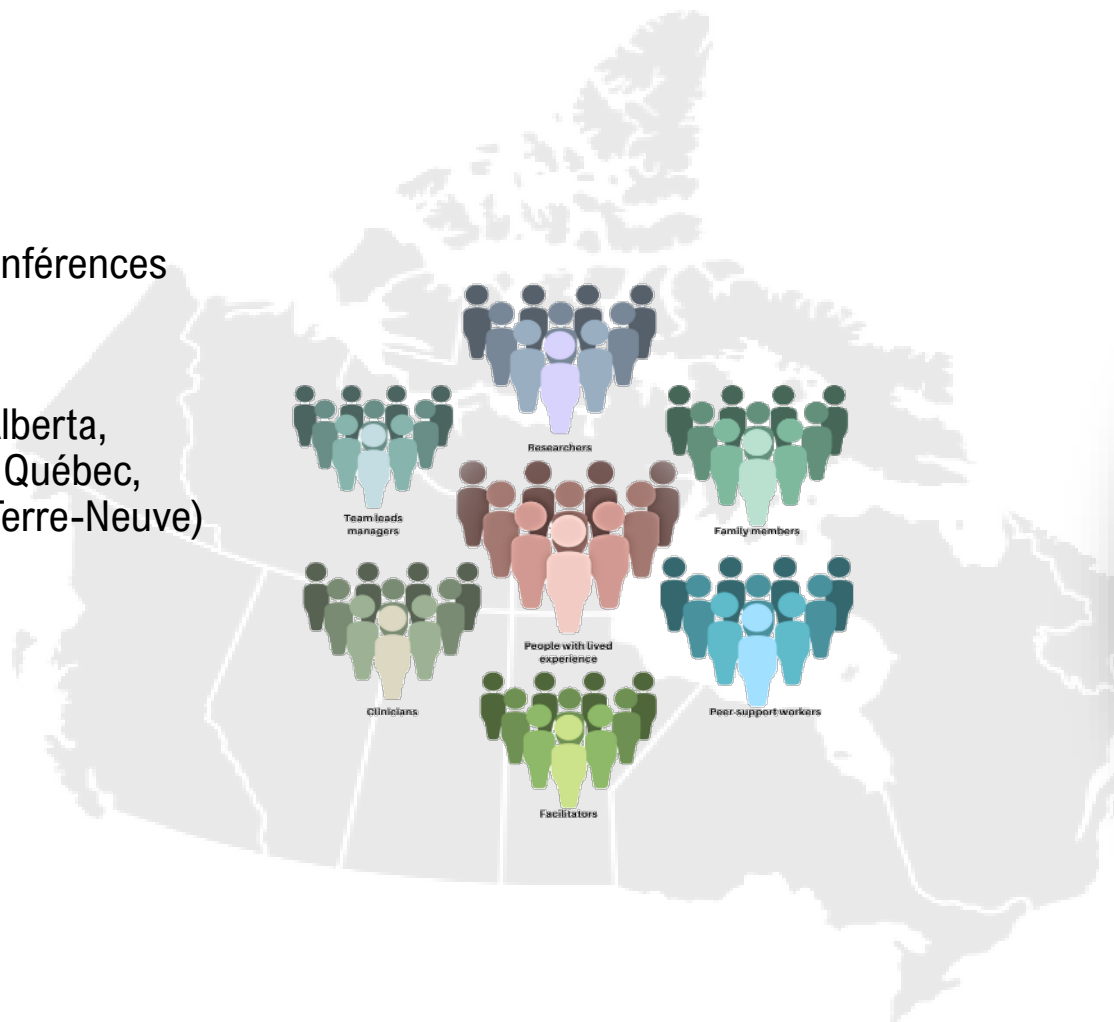 nférences
lberta,
Québec,
Terre-Neuve)
Researchers
Team leads
managers
Family members
People with lived
experience
Clinicians
Peer-support workers
Facilitators